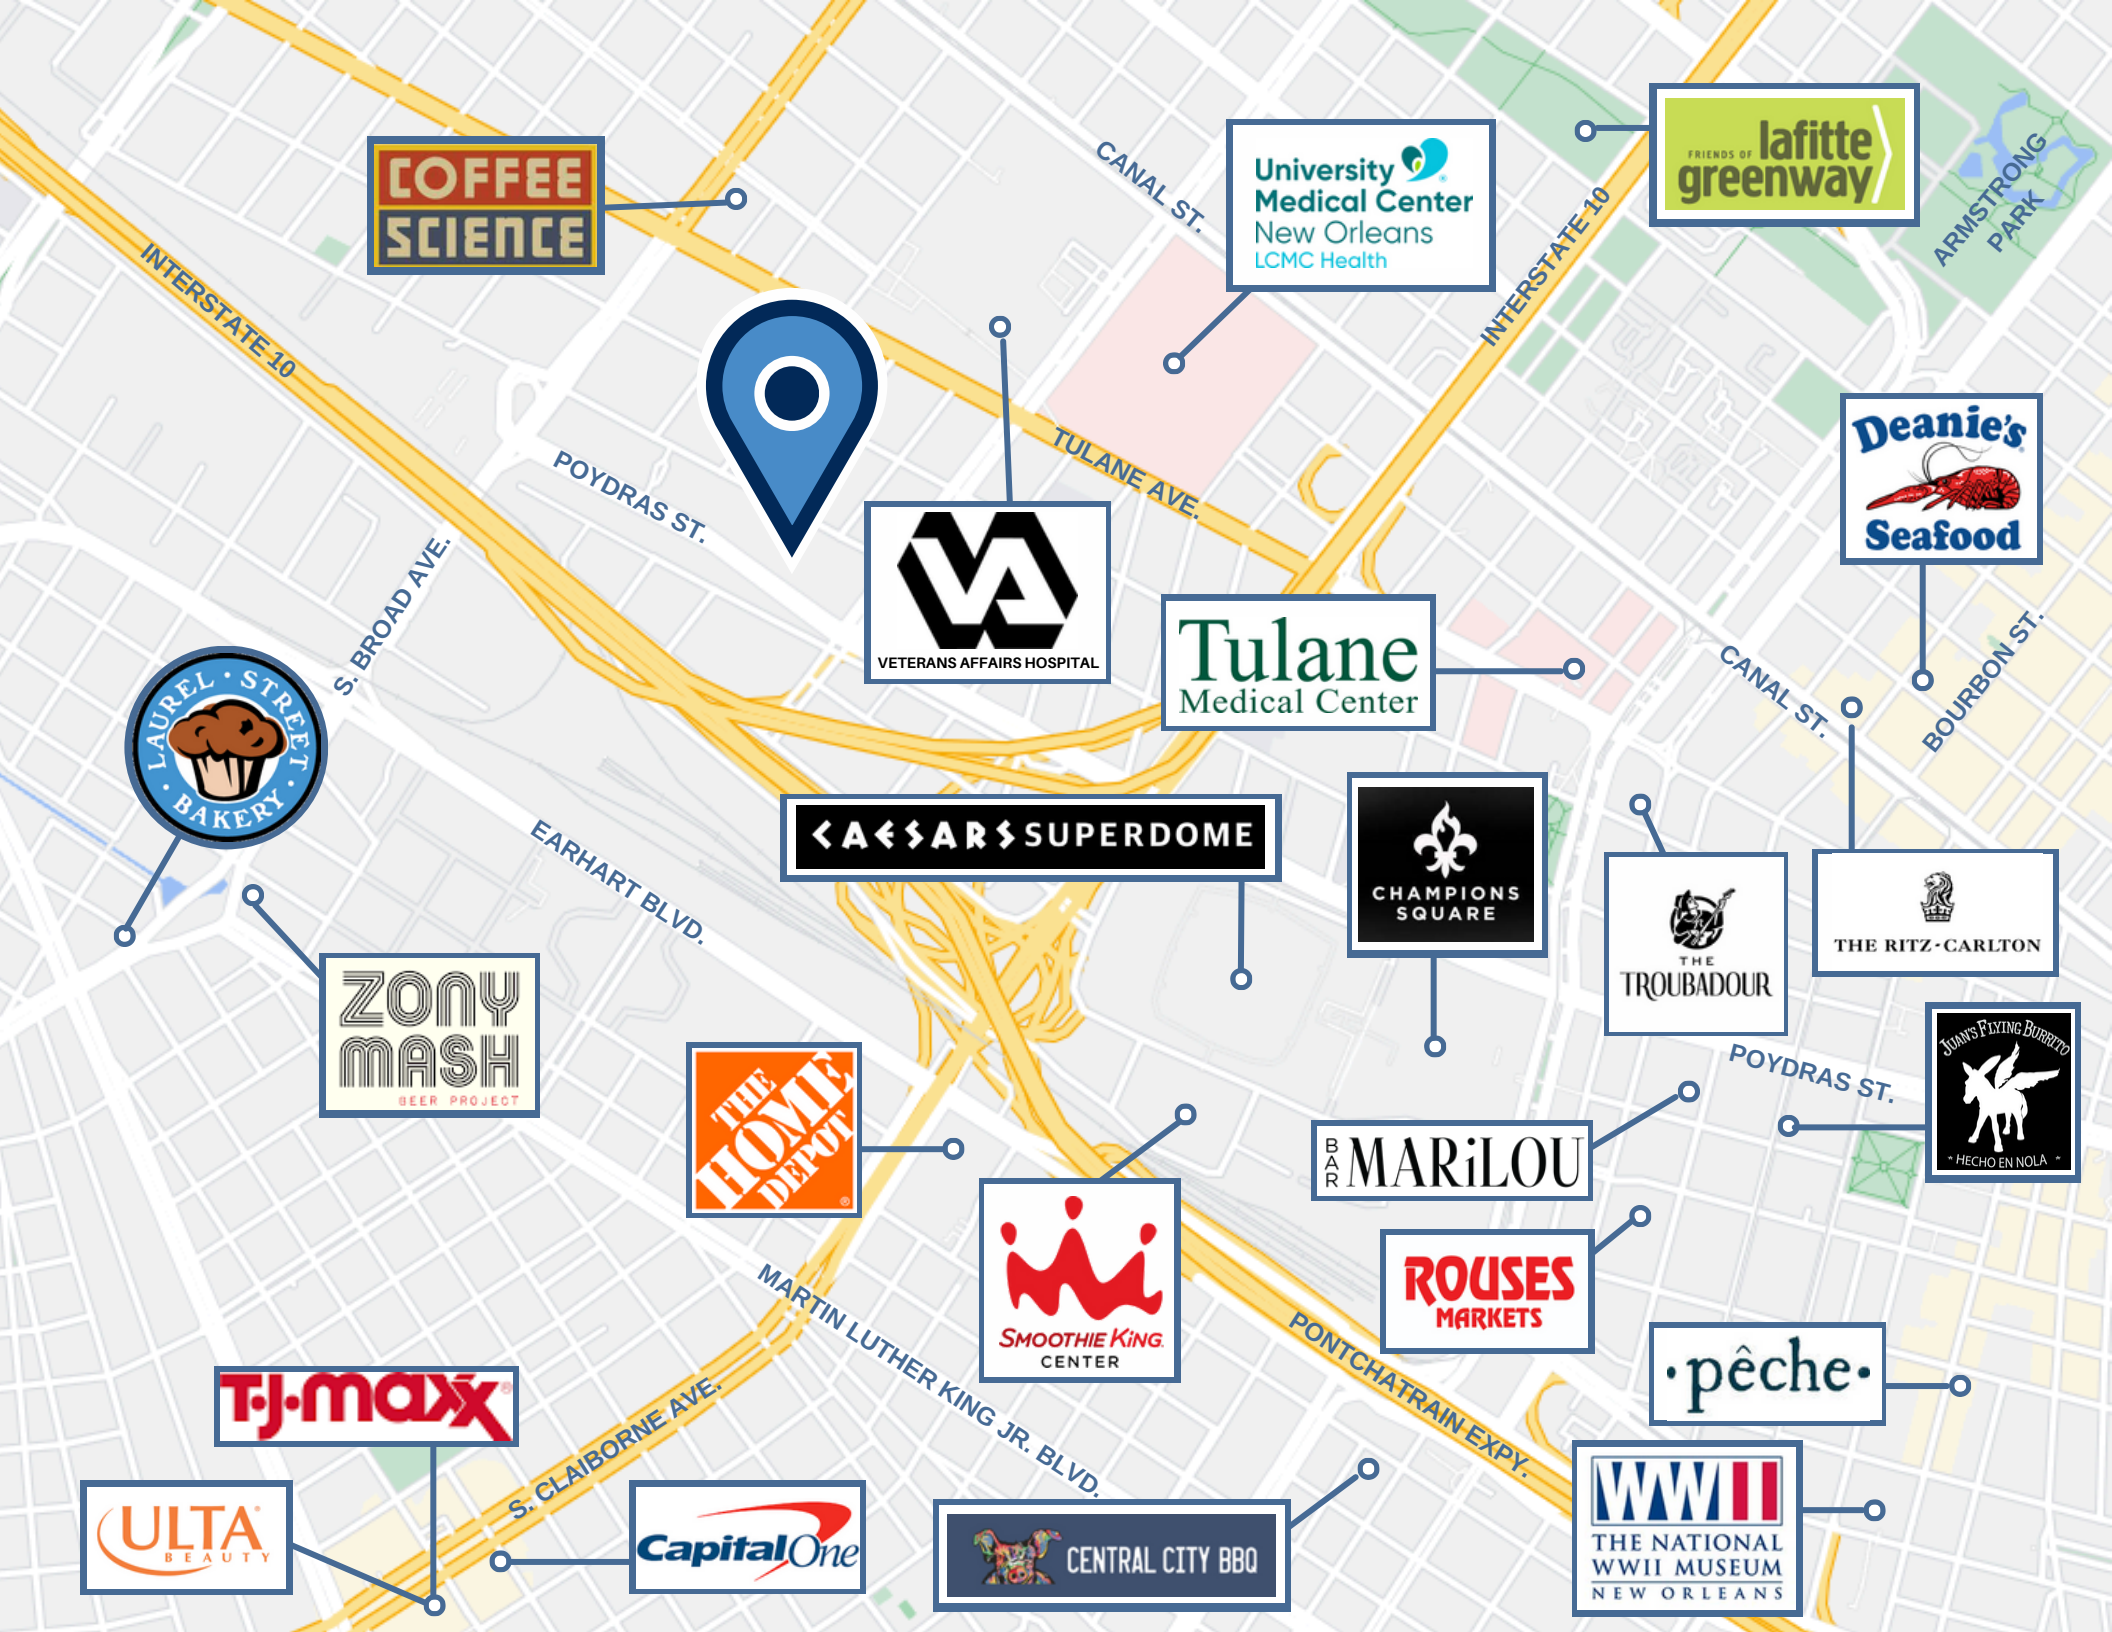 COFFEE
SCIENCE
CANAL ST.
University
Medical Center
New Orleans
LCMC Health
FRIENDS OF lafitte
greenway
ARMSTRONG
PARK
INTERSTATE 10
INTERSTATE 10
TULANE AVE.
POYDRAS ST.
Deanie's
Seafood
S. BROAD AVE.
VA
VETERANS AFFAIRS HOSPITAL
Tulane
Medical Center
CANAL ST.
BOURBON ST.
LAUREL · STREET
· BAKERY ·
EARHART BLVD.
CAESARS SUPERDOME
CHAMPIONS
SQUARE
THE
TROUBADOUR
THE RITZ-CARLTON
ZONY
MASH
BEER PROJECT
THE
HOME
DEPOT
®
POYDRAS ST.
JUAN'S FLYING BURRITO
* HECHO EN NOLA *
BAR MARiLOU
SMOOTHIE KING
CENTER
ROUSES
MARKETS
MARTIN LUTHER KING JR. BLVD.
PONTCHATRAIN EXPY.
·pêche·
T·J·maxx®
S. CLAIBORNE AVE.
ULTA
BEAUTY
Capital One
CENTRAL CITY BBQ
WWII
THE NATIONAL
WWII MUSEUM
NEW ORLEANS